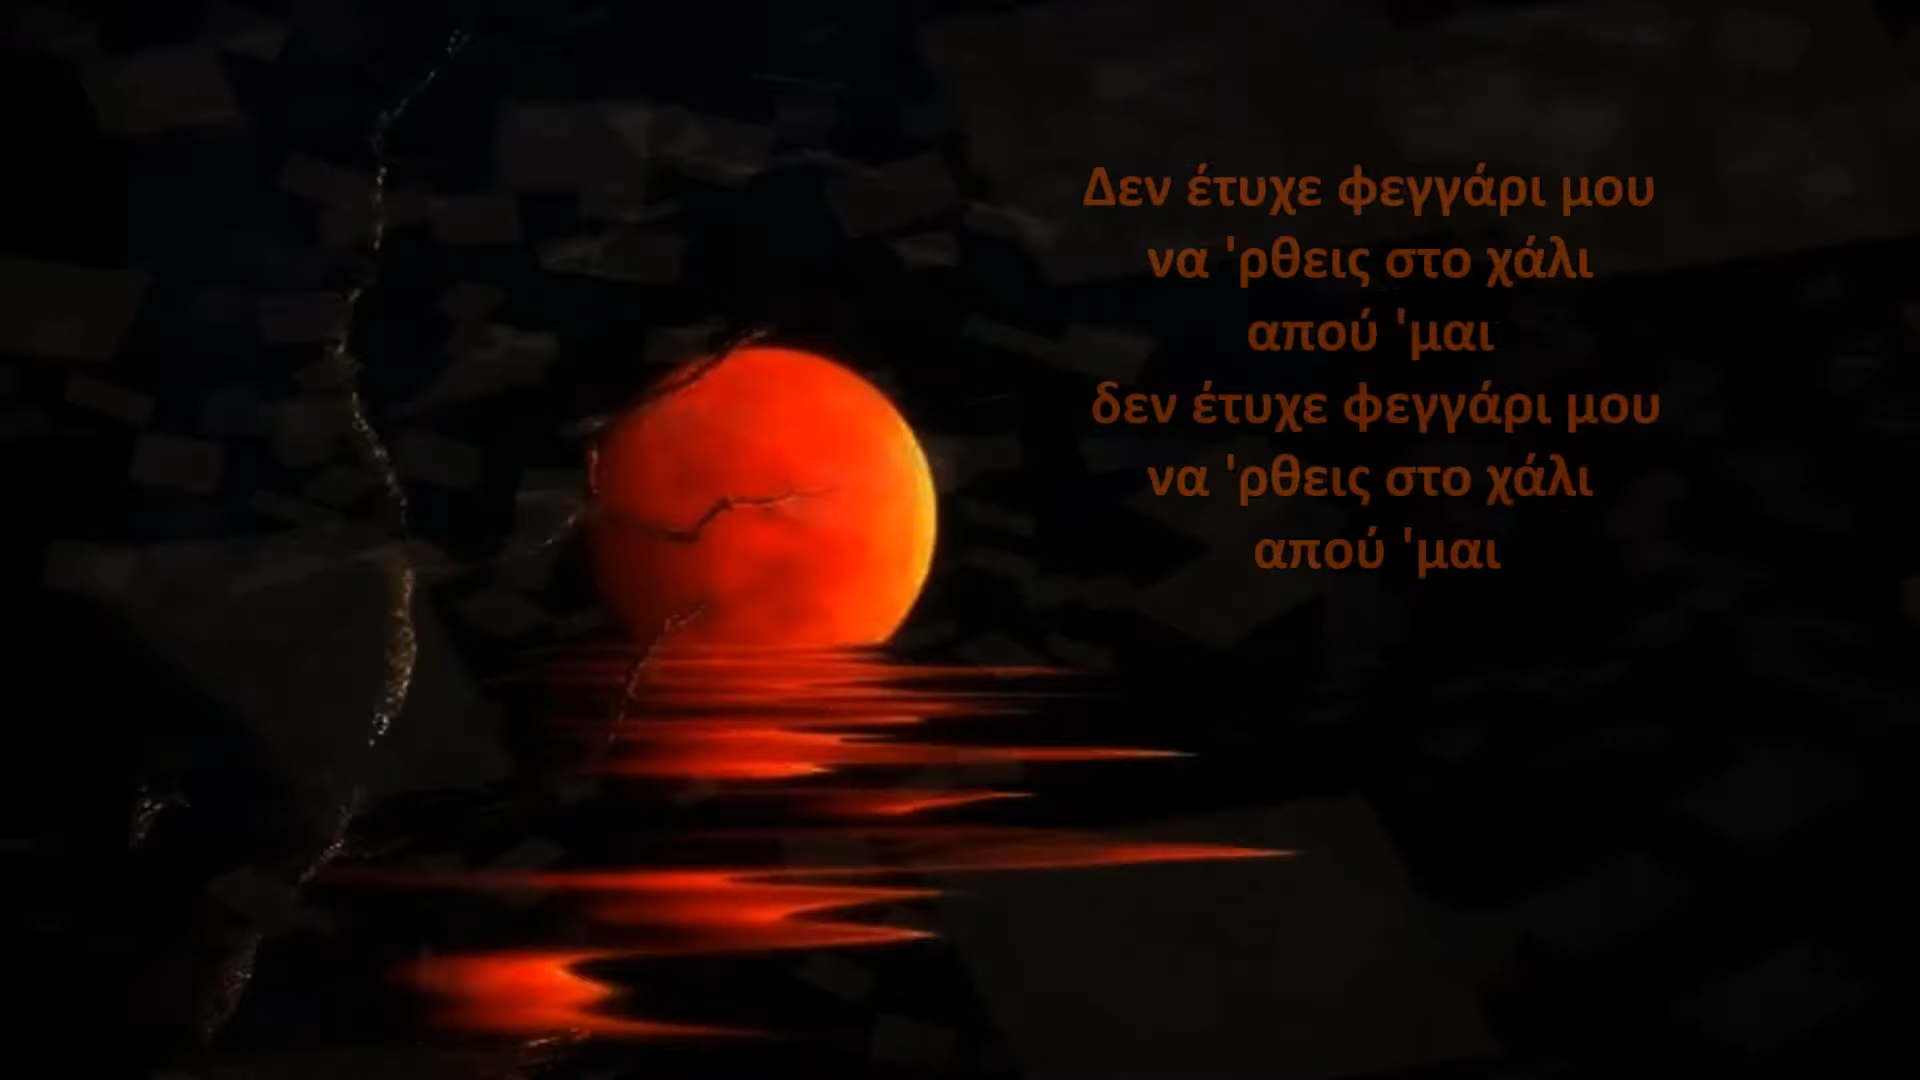 Δεν έτυχε φεγγάρι μου
να 'ρθεις στο χάλι
απού 'μαι
δεν έτυχε φεγγάρι μου
να 'ρθεις στο χάλι
απού 'μαι